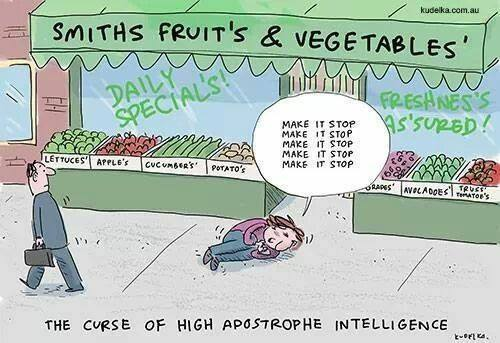 kudelka.com.au
SMITHS FRUIT'S & VEGETABLES'
DAILY
SPECIAL'S!
FRESHNES'S
AS'SURED!
MAKE IT STOP
MAKE IT STOP
MAKE IT STOP
MAKE IT STOP
MAKE IT STOP
LETTUCES'
APPLE'S
CUCUMBER'S'
POTATO'S
GRAPES'
AVOCADOES'
TRUSS'
TOMATOE'S
THE CURSE OF HIGH APOSTROPHE INTELLIGENCE
KUDELKA.